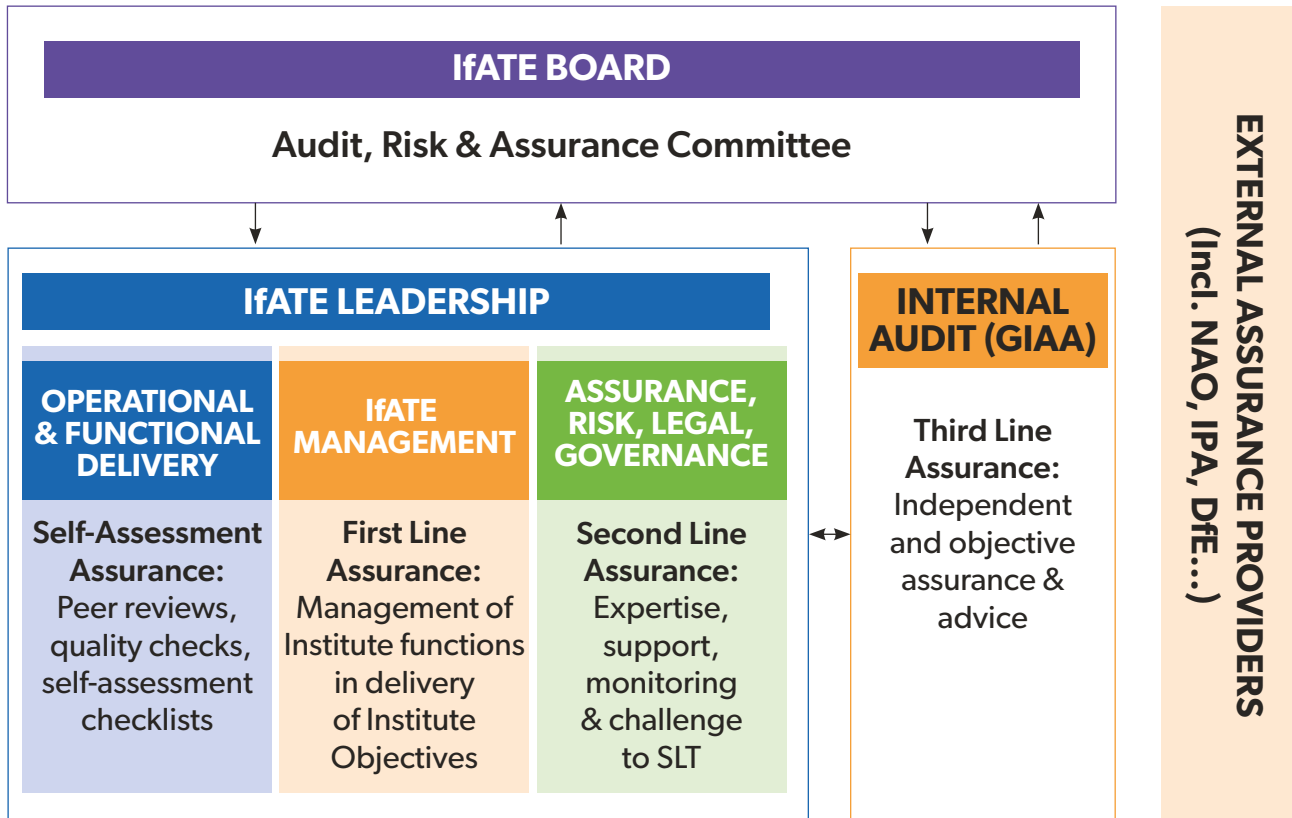 IfATE BOARD
Audit, Risk & Assurance Committee
IfATE LEADERSHIP
OPERATIONAL
& FUNCTIONAL
DELIVERY
Self-Assessment
Assurance:
Peer reviews,
quality checks,
self-assessment
checklists
IfATE
MANAGEMENT
First Line
Assurance:
Management of
Institute functions
in delivery
of Institute
Objectives
ASSURANCE,
RISK, LEGAL,
GOVERNANCE
Second Line
Assurance:
Expertise,
support,
monitoring
& challenge
to SLT
INTERNAL
AUDIT (GIAA)
Third Line
Assurance:
Independent
and objective
assurance &
advice
EXTERNAL ASSURANCE PROVIDERS
(Incl. NAO, IPA, DfE...)